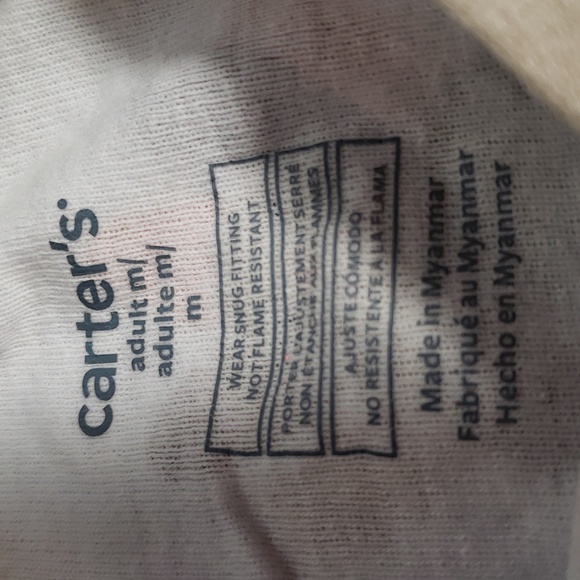 carter's
adult m/
adulte m/
m
WEAR SNUG FITTING
NOT FLAME RESISTANT
PORTER L'AJUSTEMENT SERRÉ
NON ÉTANCHE AUX FLAMMES
AJUSTE CÓMODO
NO RESISTENTE A LA FLAMA
Made in Myanmar
Fabriqué au Myanmar
Hecho en Myanmar